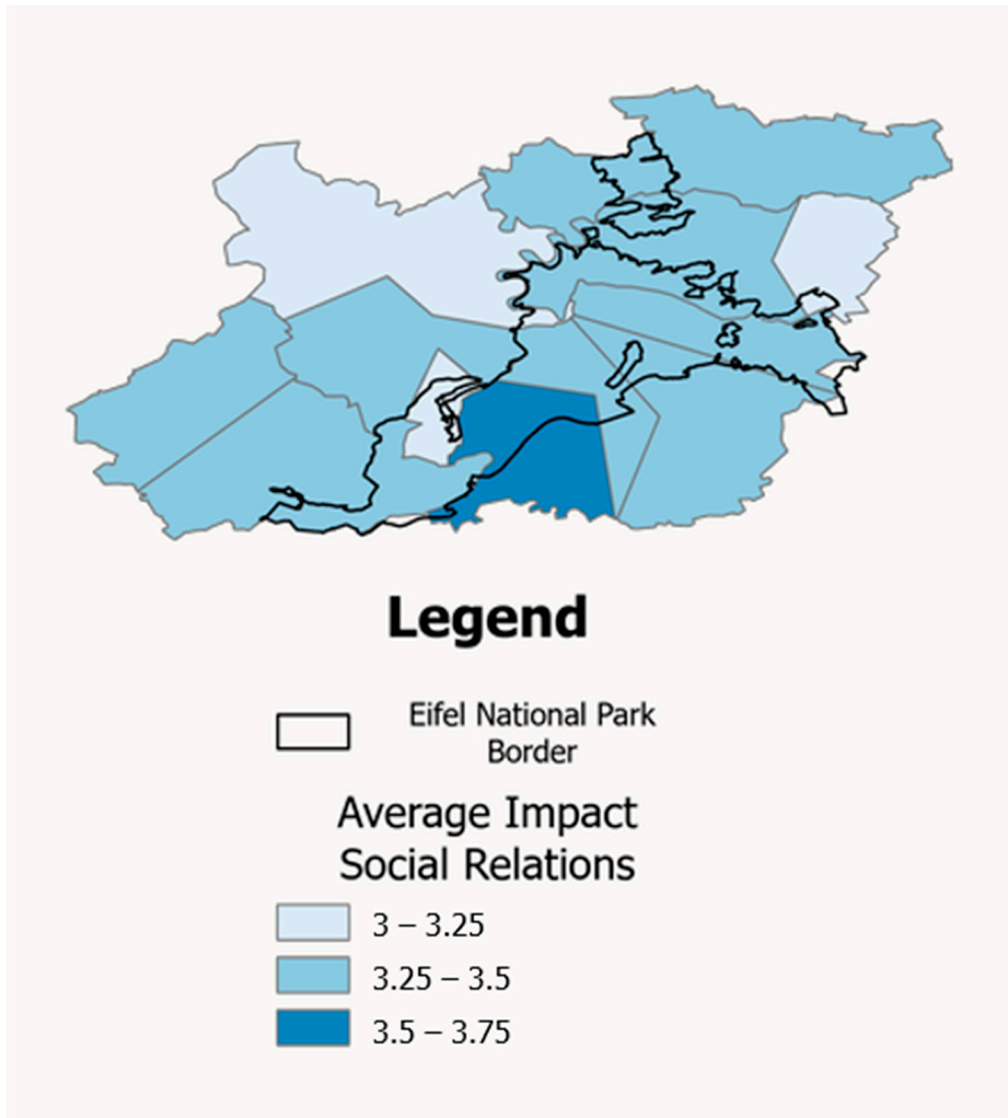 Legend
Eifel National Park
Border
Average Impact
Social Relations
3 – 3.25
3.25 – 3.5
3.5 – 3.75